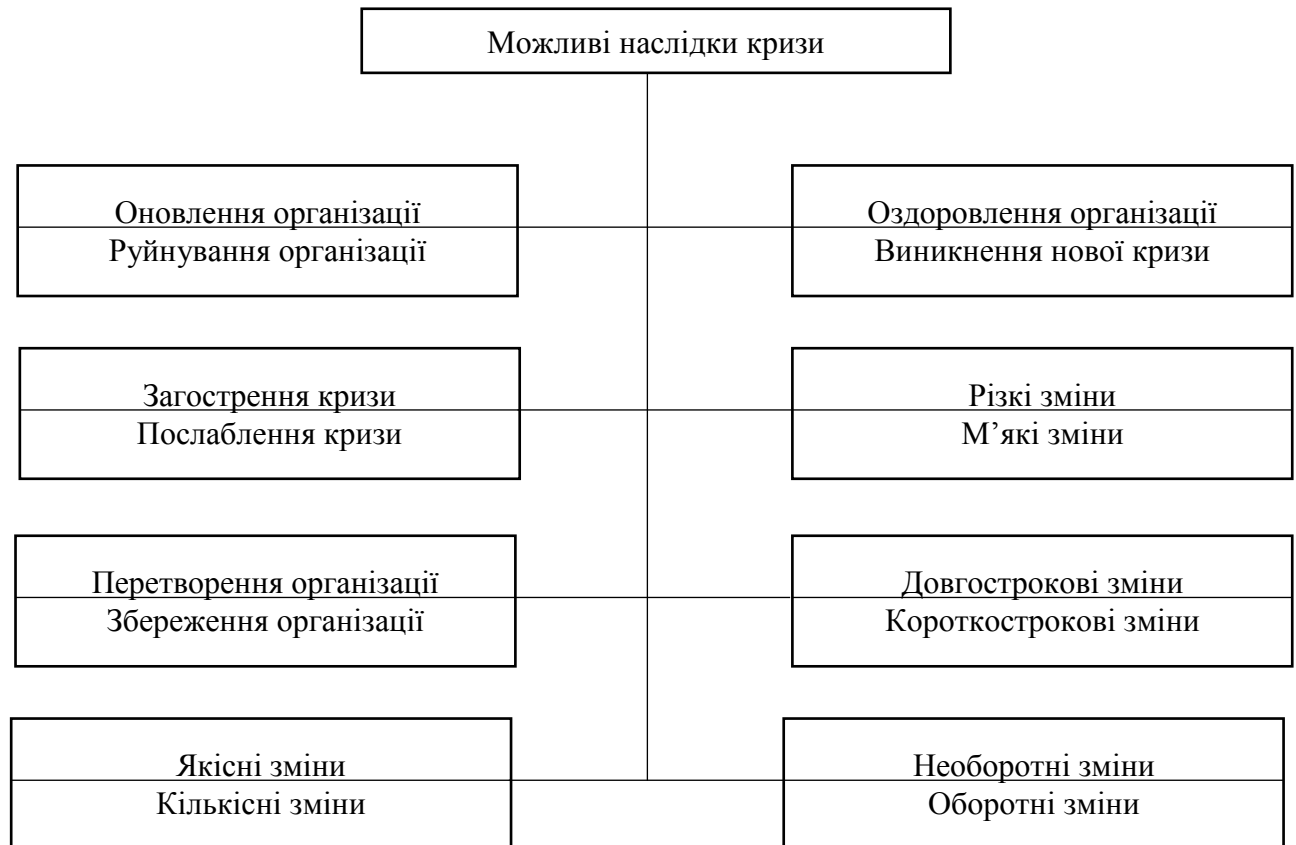 Можливі наслідки кризи
Оновлення організації
Руйнування організації
Оздоровлення організації
Виникнення нової кризи
Загострення кризи
Послаблення кризи
Різкі зміни
М’які зміни
Перетворення організації
Збереження організації
Довгострокові зміни
Короткострокові зміни
Якісні зміни
Кількісні зміни
Необоротні зміни
Оборотні зміни